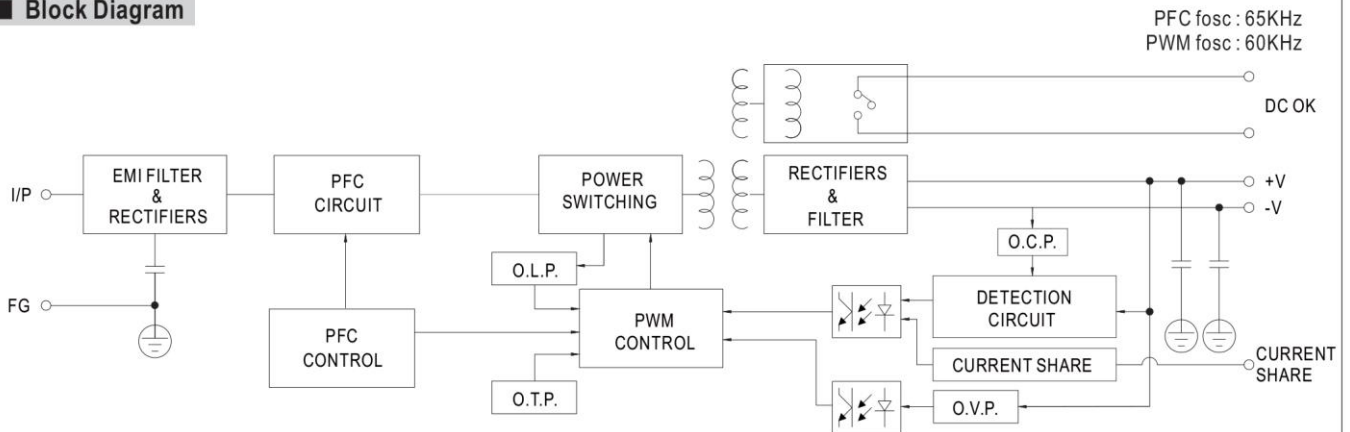 ■ Block Diagram
PFC fosc : 65KHz
PWM fosc : 60KHz
DC OK
I/P
EMI FILTER
&
RECTIFIERS
PFC
CIRCUIT
POWER
SWITCHING
RECTIFIERS
&
FILTER
+V
-V
O.C.P.
O.L.P.
FG
PFC
CONTROL
PWM
CONTROL
DETECTION
CIRCUIT
CURRENT SHARE
CURRENT
SHARE
O.T.P.
O.V.P.